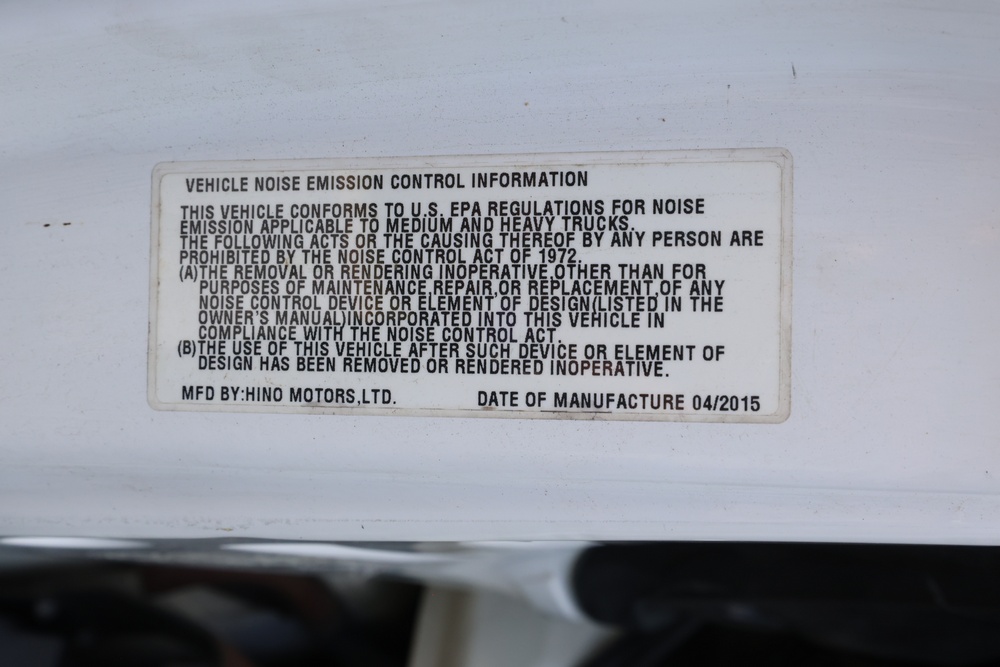 VEHICLE NOISE EMISSION CONTROL INFORMATION
THIS VEHICLE CONFORMS TO U.S. EPA REGULATIONS FOR NOISE
EMISSION APPLICABLE TO MEDIUM AND HEAVY TRUCKS.
THE FOLLOWING ACTS OR THE CAUSING THEREOF BY ANY PERSON ARE
PROHIBITED BY THE NOISE CONTROL ACT OF 1972.
(A)THE REMOVAL OR RENDERING INOPERATIVE,OTHER THAN FOR
PURPOSES OF MAINTENANCE,REPAIR,OR REPLACEMENT,OF ANY
NOISE CONTROL DEVICE OR ELEMENT OF DESIGN(LISTED IN THE
OWNER'S MANUAL)INCORPORATED INTO THIS VEHICLE IN
COMPLIANCE WITH THE NOISE CONTROL ACT.
(B)THE USE OF THIS VEHICLE AFTER SUCH DEVICE OR ELEMENT OF
DESIGN HAS BEEN REMOVED OR RENDERED INOPERATIVE.
MFD BY:HINO MOTORS,LTD. DATE OF MANUFACTURE 04/2015